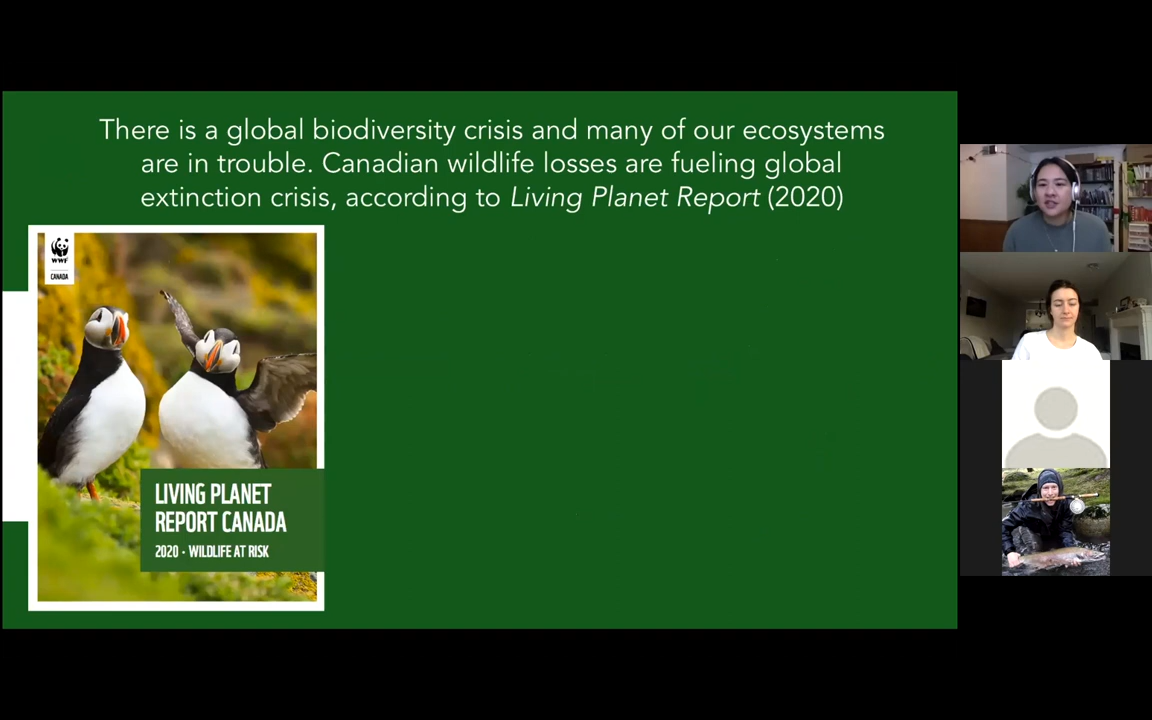 There is a global biodiversity crisis and many of our ecosystems
are in trouble. Canadian wildlife losses are fueling global
extinction crisis, according to Living Planet Report (2020)
WWF
CANADA
LIVING PLANET
REPORT CANADA
2020 · WILDLIFE AT RISK